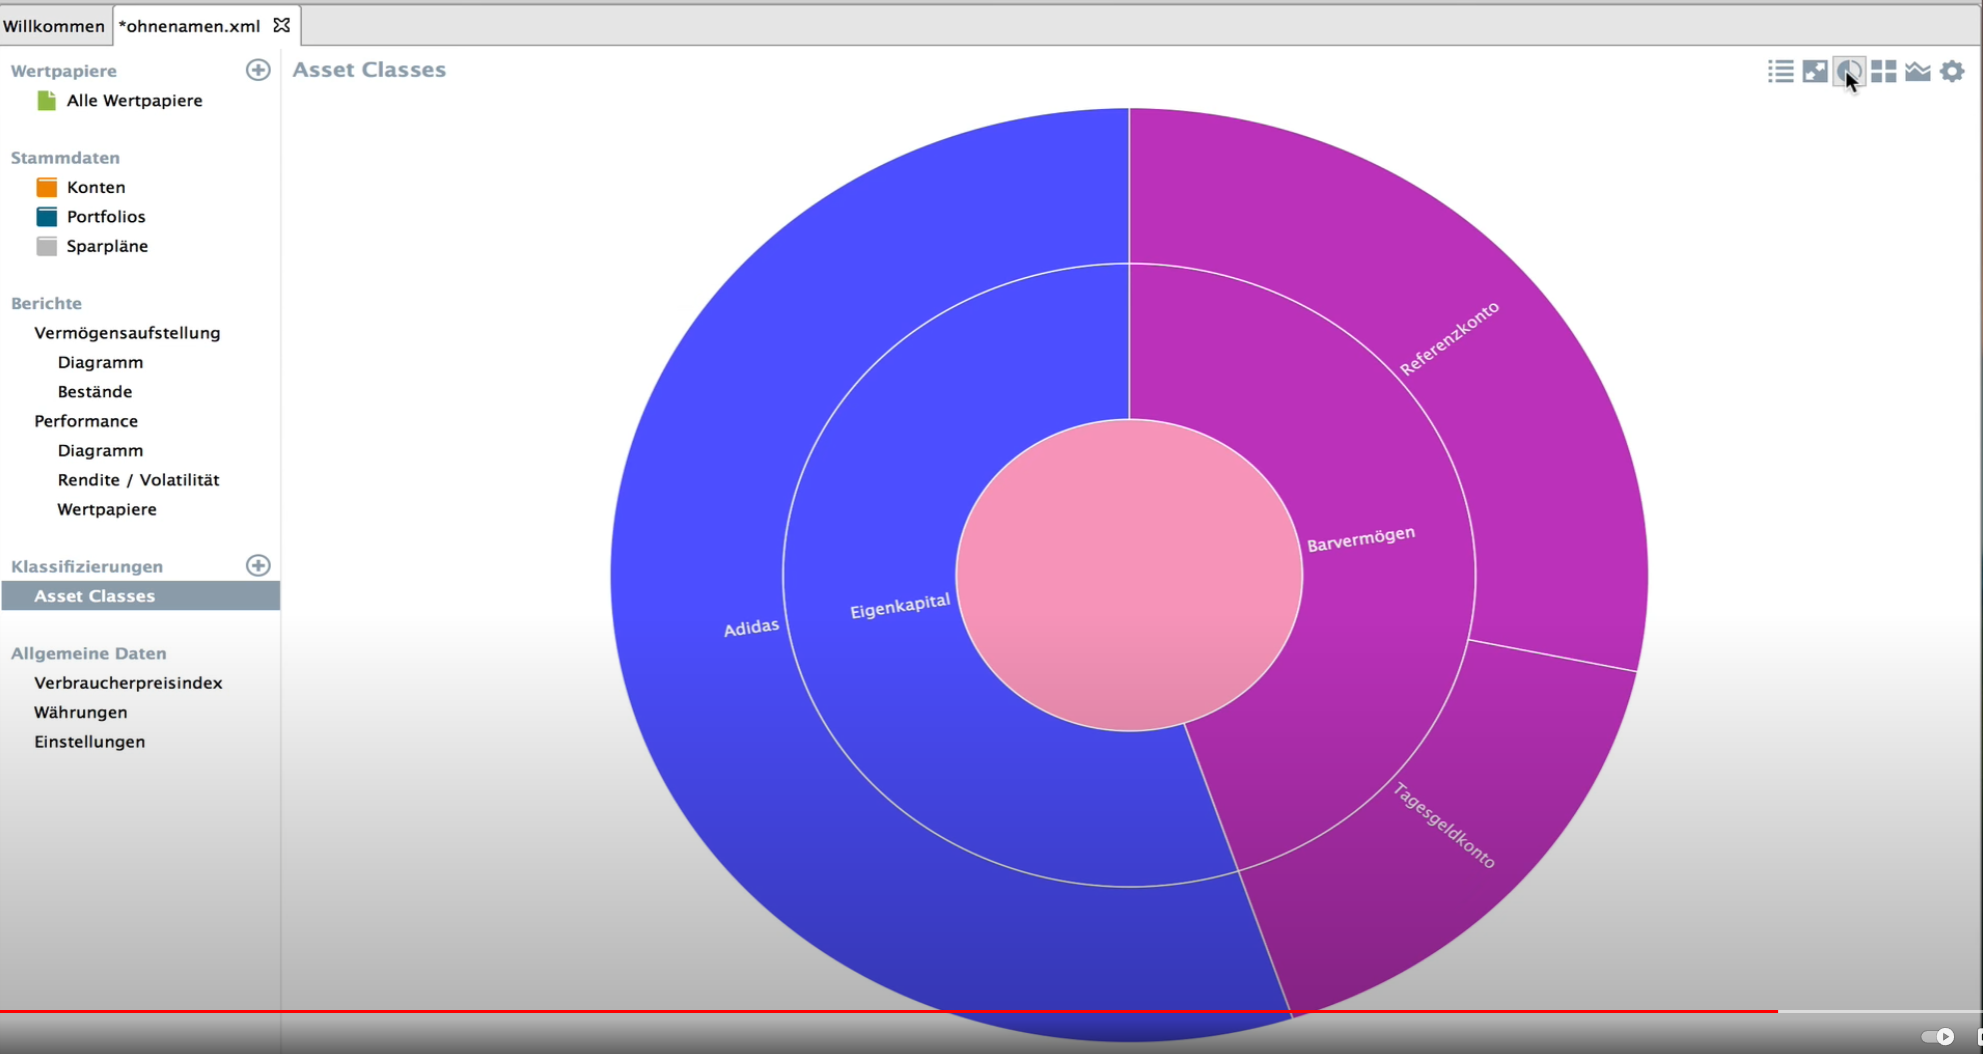 Willkommen
*ohnenamen.xml
Wertpapiere
Alle Wertpapiere
Stammdaten
Konten
Portfolios
Sparpläne
Berichte
Vermögensaufstellung
Diagramm
Bestände
Performance
Diagramm
Rendite / Volatilität
Wertpapiere
Klassifizierungen
Asset Classes
Allgemeine Daten
Verbraucherpreisindex
Währungen
Einstellungen
Asset Classes
Referenzkonto
Barvermögen
Eigenkapital
Adidas
Tagesgeldkonto